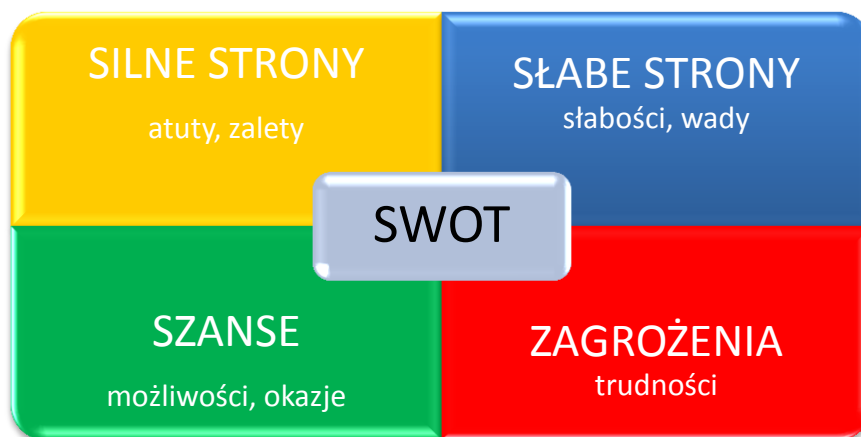 SILNE STRONY
atuty, zalety
SŁABE STRONY
słabości, wady
SWOT
SZANSE
możliwości, okazje
ZAGROŻENIA
trudności